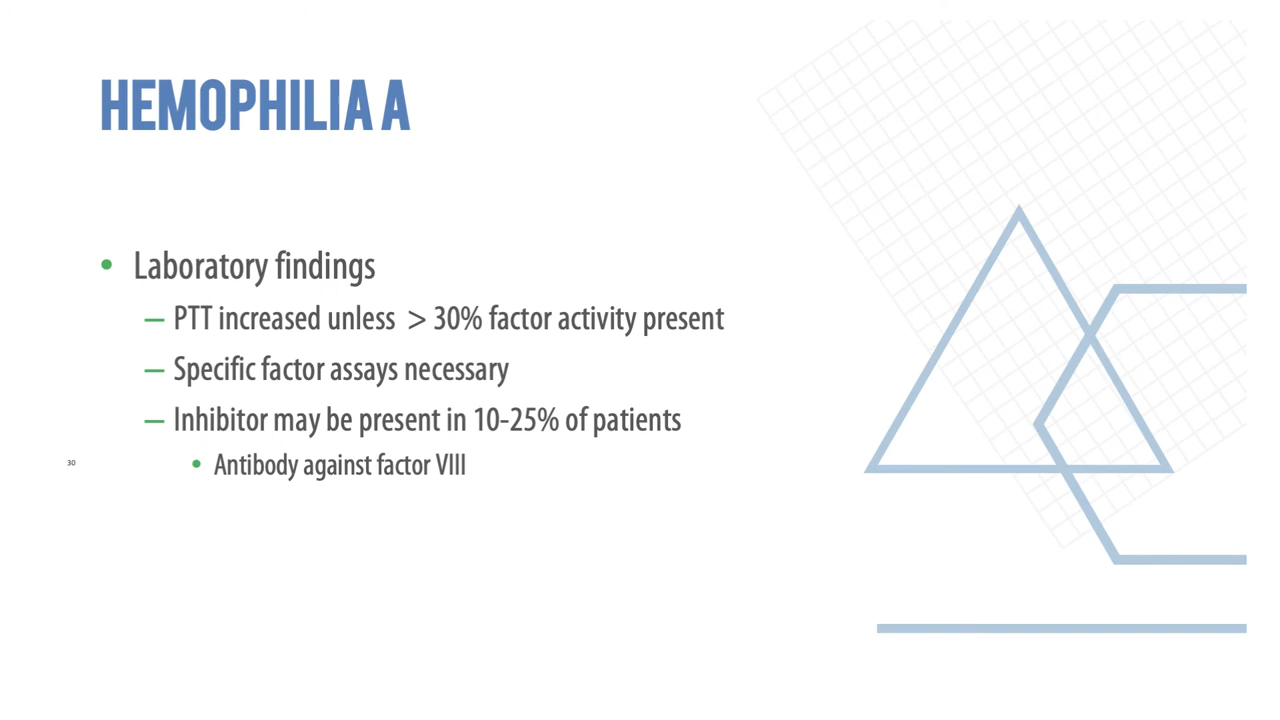 HEMOPHILIA A
• Laboratory findings
– PTT increased unless > 30% factor activity present
– Specific factor assays necessary
– Inhibitor may be present in 10-25% of patients
• Antibody against factor VIII
30